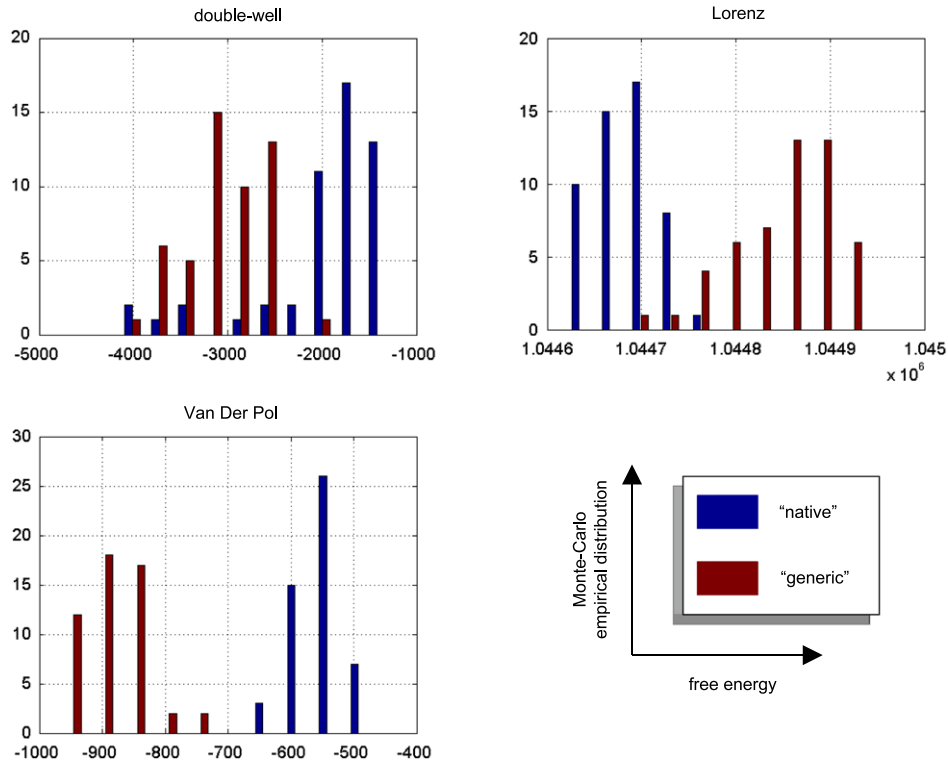 double-well
20
15
10
5
0
-5000 -4000 -3000 -2000 -1000
Lorenz
20
15
10
5
0
1.0446 1.0447 1.0448 1.0449 1.045
x 10^6
Van Der Pol
30
25
20
15
10
5
0
-1000 -900 -800 -700 -600 -500 -400
Monte-Carlo
empirical distribution
“native”
“generic”
free energy